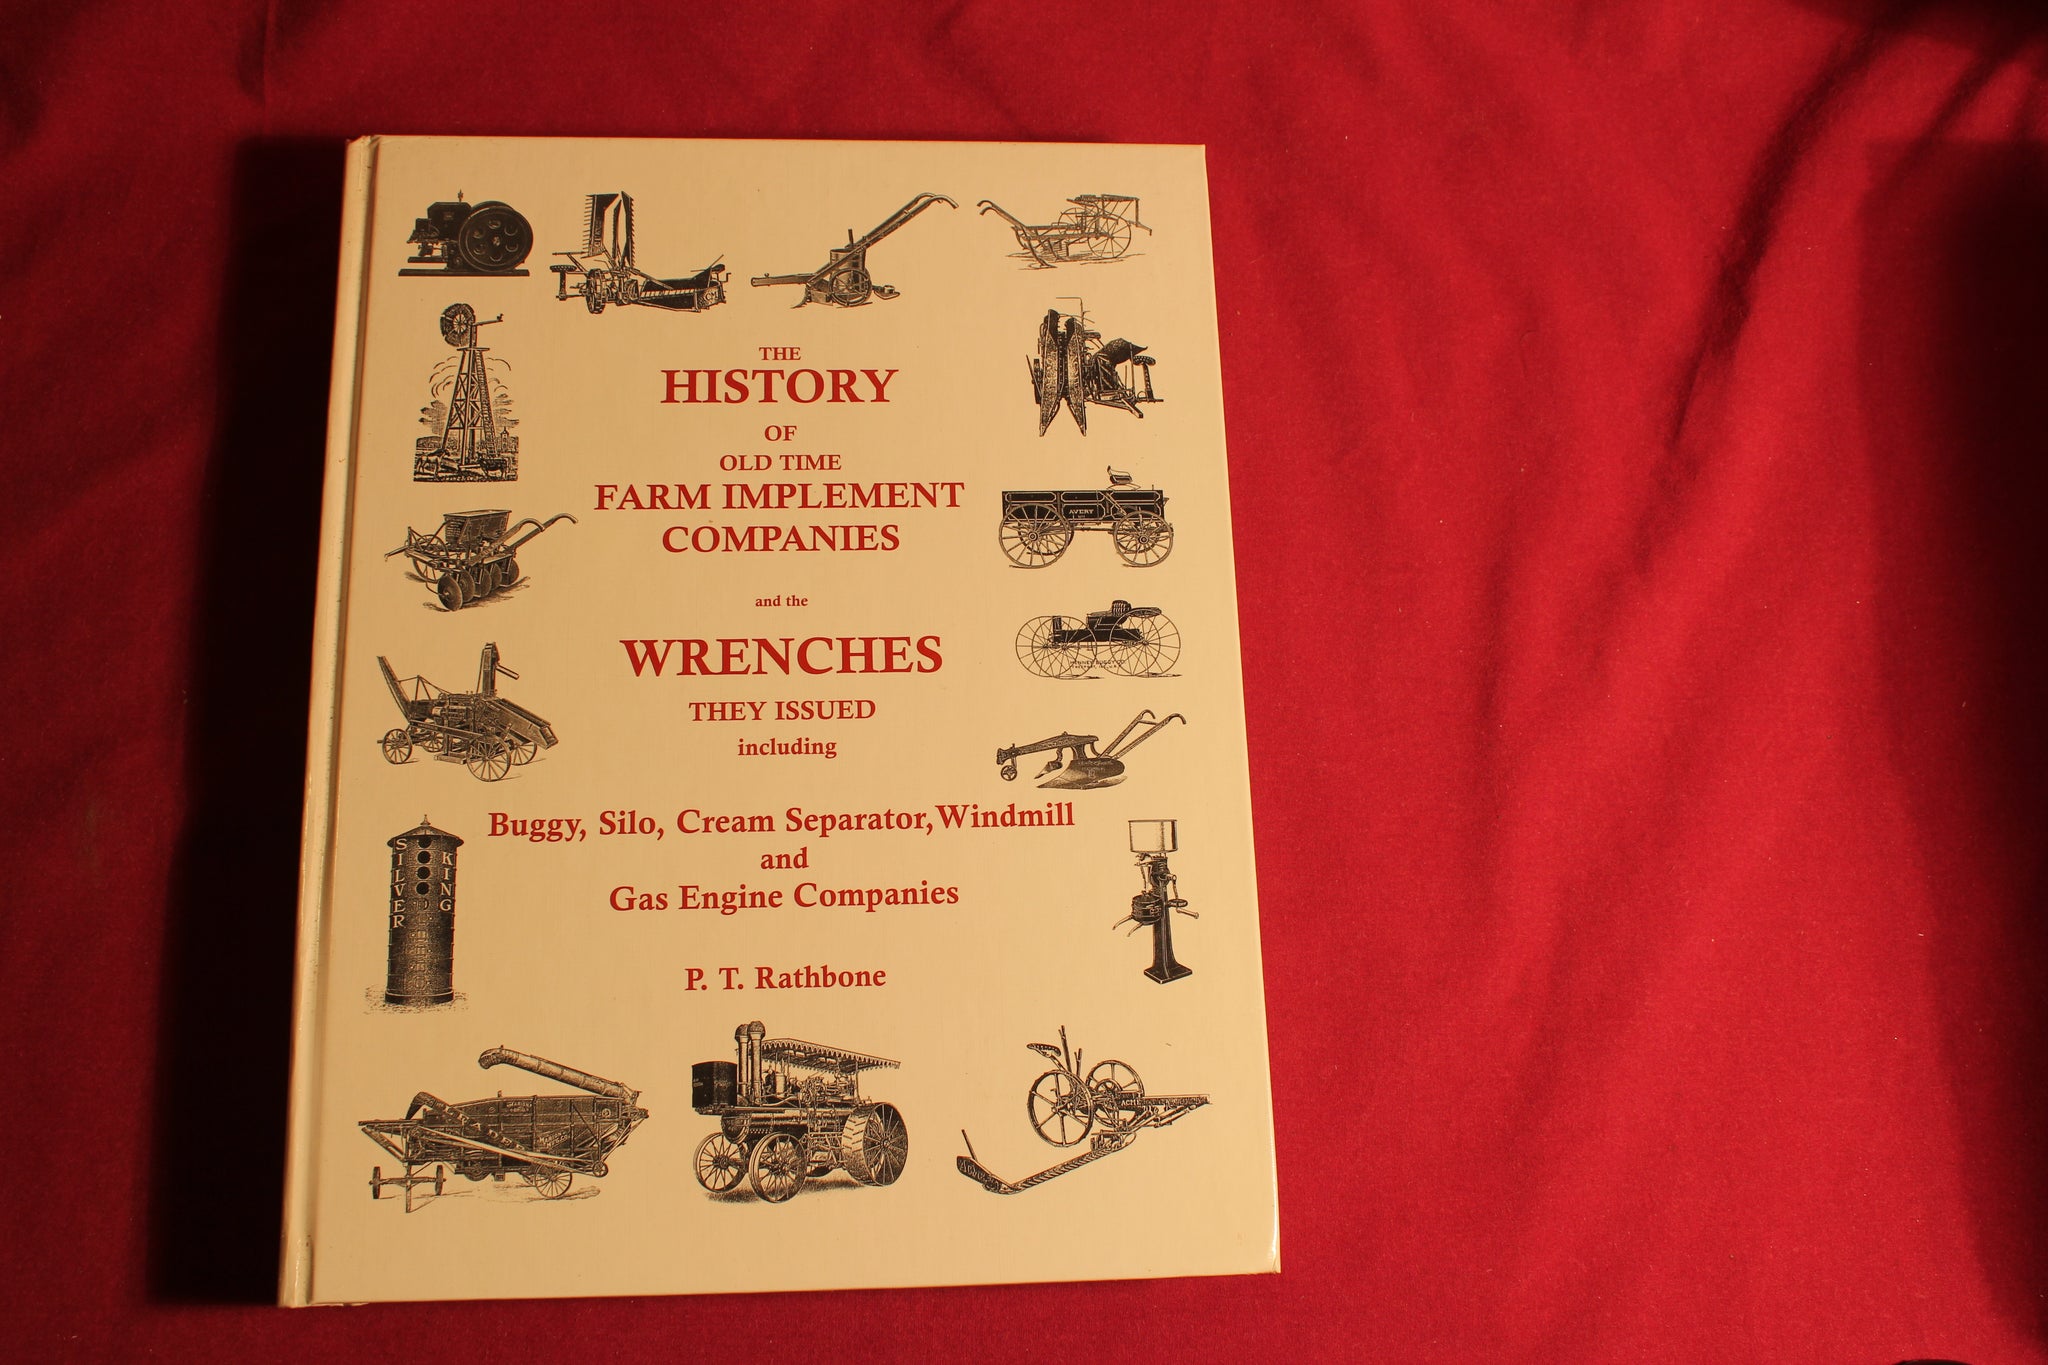 THE
HISTORY
OF
OLD TIME
FARM IMPLEMENT
COMPANIES
and the
WRENCHES
THEY ISSUED
including
Buggy, Silo, Cream Separator, Windmill
and
Gas Engine Companies
P. T. Rathbone
AVERY
SILVER
KING
ACME